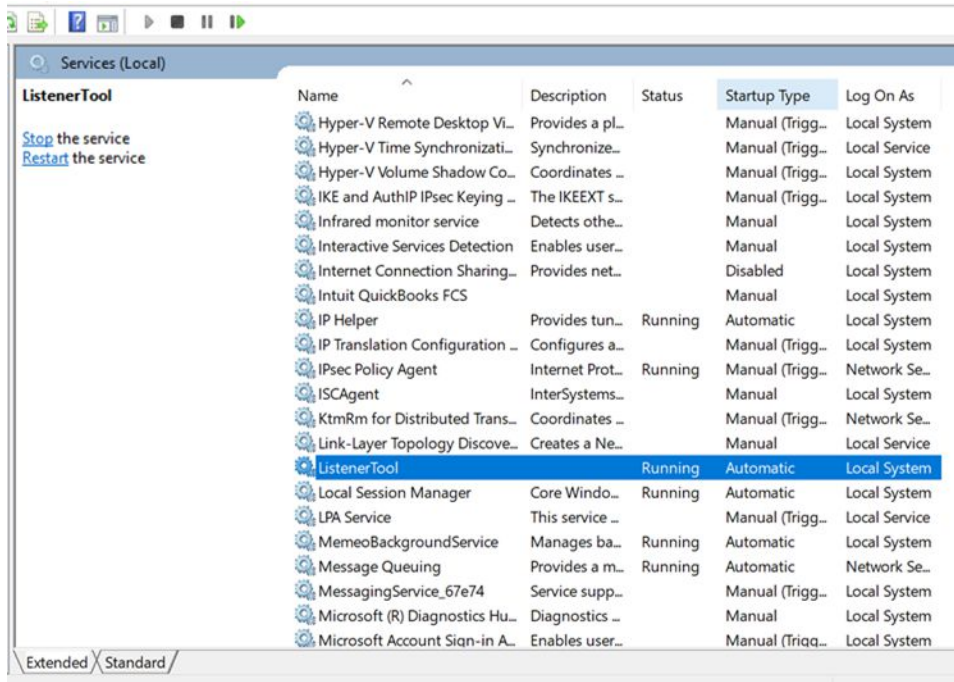 Services (Local)
ListenerTool
Stop the service
Restart the service
Name Description Status Startup Type Log On As
Hyper-V Remote Desktop Vi... Provides a pl... Manual (Trigg... Local System
Hyper-V Time Synchronizati... Synchronize... Manual (Trigg... Local Service
Hyper-V Volume Shadow Co... Coordinates ... Manual (Trigg... Local System
IKE and AuthIP IPsec Keying ... The IKEEXT s... Manual (Trigg... Local System
Infrared monitor service Detects othe... Manual Local System
Interactive Services Detection Enables user... Manual Local System
Internet Connection Sharing... Provides net... Disabled Local System
Intuit QuickBooks FCS Manual Local System
IP Helper Provides tun... Running Automatic Local System
IP Translation Configuration ... Configures a... Manual (Trigg... Local System
IPsec Policy Agent Internet Prot... Running Manual (Trigg... Network Se...
ISCAgent InterSystems... Manual Local System
KtmRm for Distributed Trans... Coordinates ... Manual (Trigg... Network Se...
Link-Layer Topology Discove... Creates a Ne... Manual Local Service
ListenerTool Running Automatic Local System
Local Session Manager Core Windo... Running Automatic Local System
LPA Service This service ... Manual (Trigg... Local Service
MemeoBackgroundService Manages ba... Running Automatic Local System
Message Queuing Provides a m... Running Automatic Network Se...
MessagingService_67e74 Service supp... Manual (Trigg... Local System
Microsoft (R) Diagnostics Hu... Diagnostics ... Manual Local System
Microsoft Account Sign-in A... Enables user... Manual (Trigg... Local System
Extended Standard